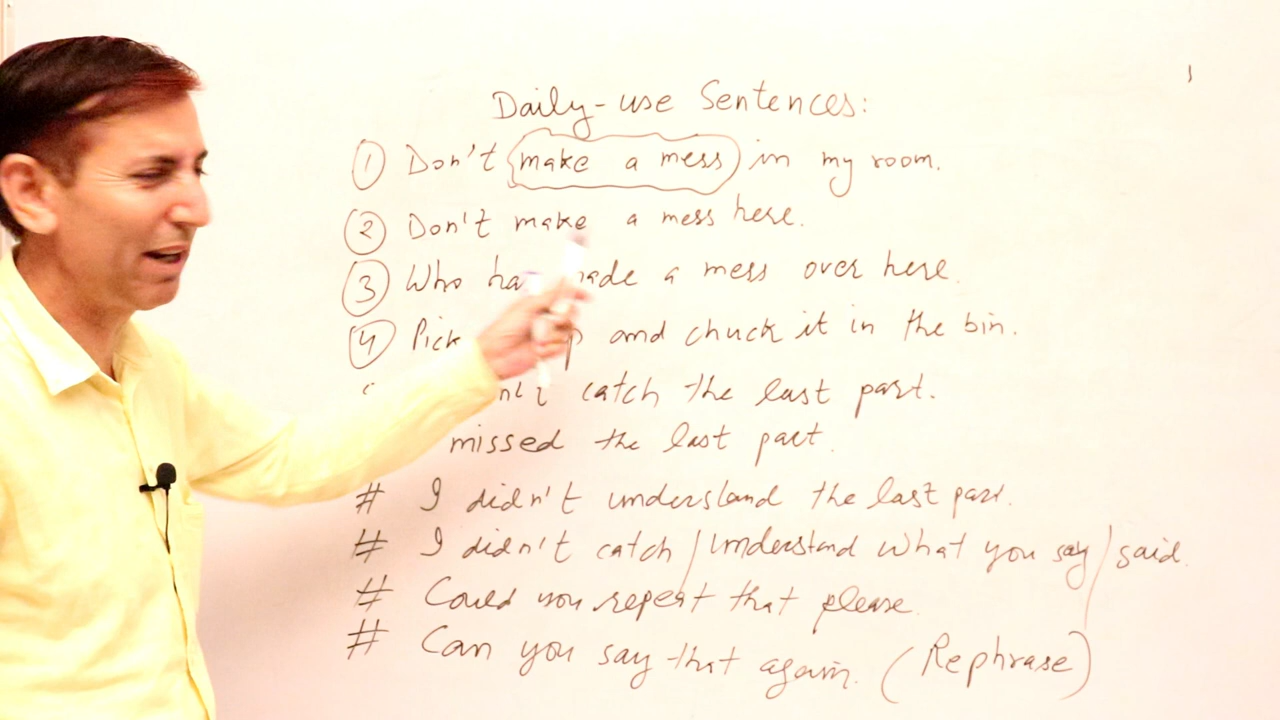 Daily-use Sentences:
① Don't make a mess in my room.
② Don't make a mess here.
③ Who ha made a mess over here.
④ Pick and chuck it in the bin.
catch the last part.
missed the last part.
# I didn't understand the last part.
# I didn't catch/understand what you say/said.
# Could you repeat that please.
# Can you say that again. (Rephrase)